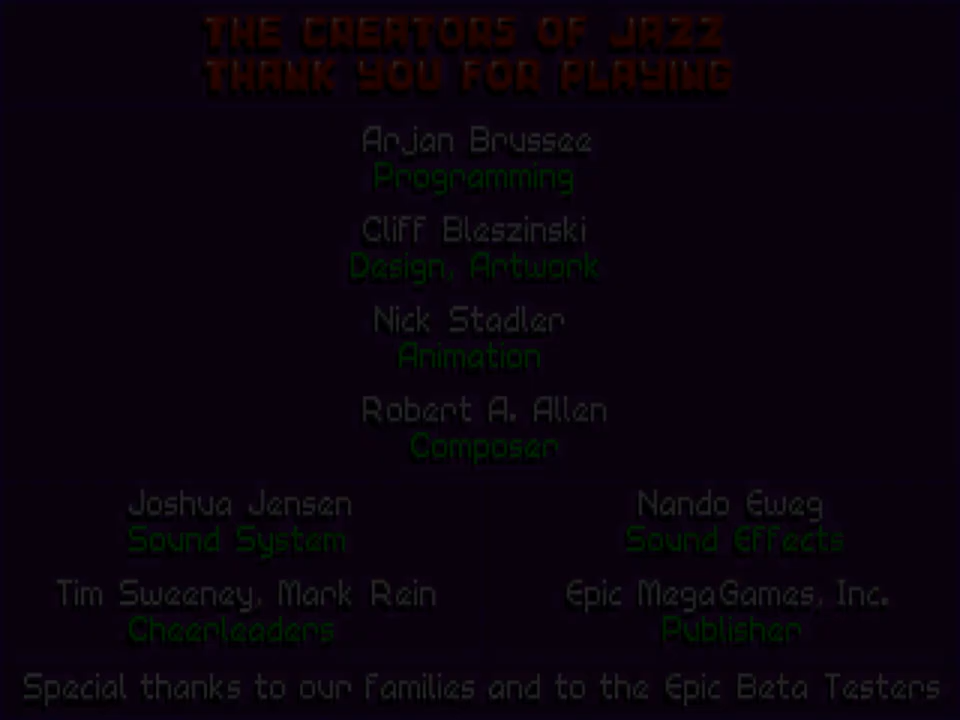 THE CREATORS OF JAZZ
THANK YOU FOR PLAYING
Arjan Brussee
Programming
Cliff Bleszinski
Design, Artwork
Nick Stadler
Animation
Robert A. Allen
Composer
Joshua Jensen
Sound System
Nando Eweg
Sound Effects
Tim Sweeney, Mark Rein
Cheerleaders
Epic MegaGames, Inc.
Publisher
Special thanks to our families and to the Epic Beta Testers